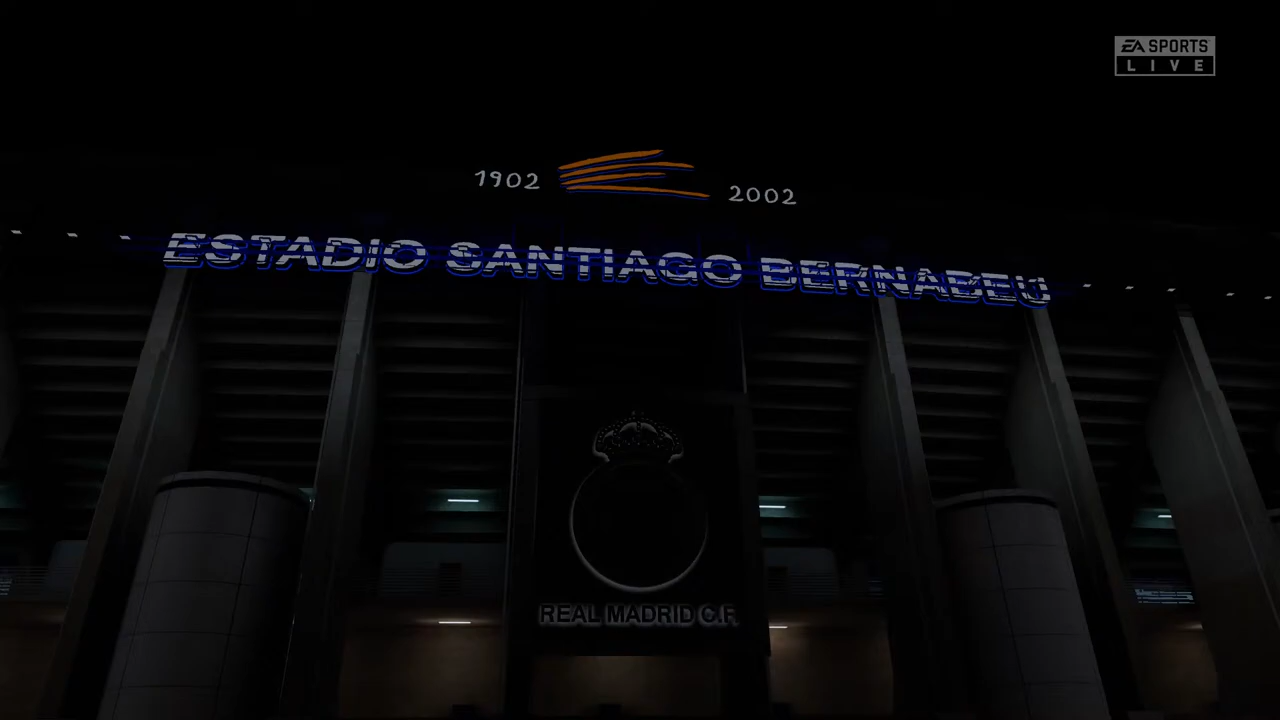 EA SPORTS
LIVE
1902 2002
ESTADIO SANTIAGO BERNABEU
REAL MADRID C.F.